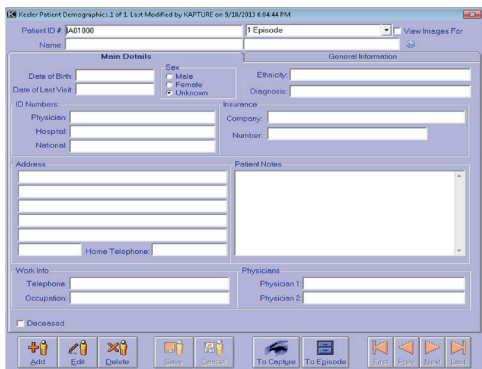 Keeler Patient Demographics.1 of 1. Last Modified by KAPTURE on 9/18/2013 6:04:44 PM
Patient ID #: IA01000 1 Episode View Images For
Name:
Main Details General Information
Date of Birth: Sex Male Ethnicity:
Female
Date of Last Visit: Unknown Diagnosis:
ID Numbers: Insurance
Physician: Company:
Hospital: Number:
National:
Address Patient Notes
Home Telephone:
Work Info Physicians
Telephone: Physician 1:
Occupation: Physician 2:
Deceased
Add Edit Delete Save Cancel To Capture To Episode First Prev Next Last